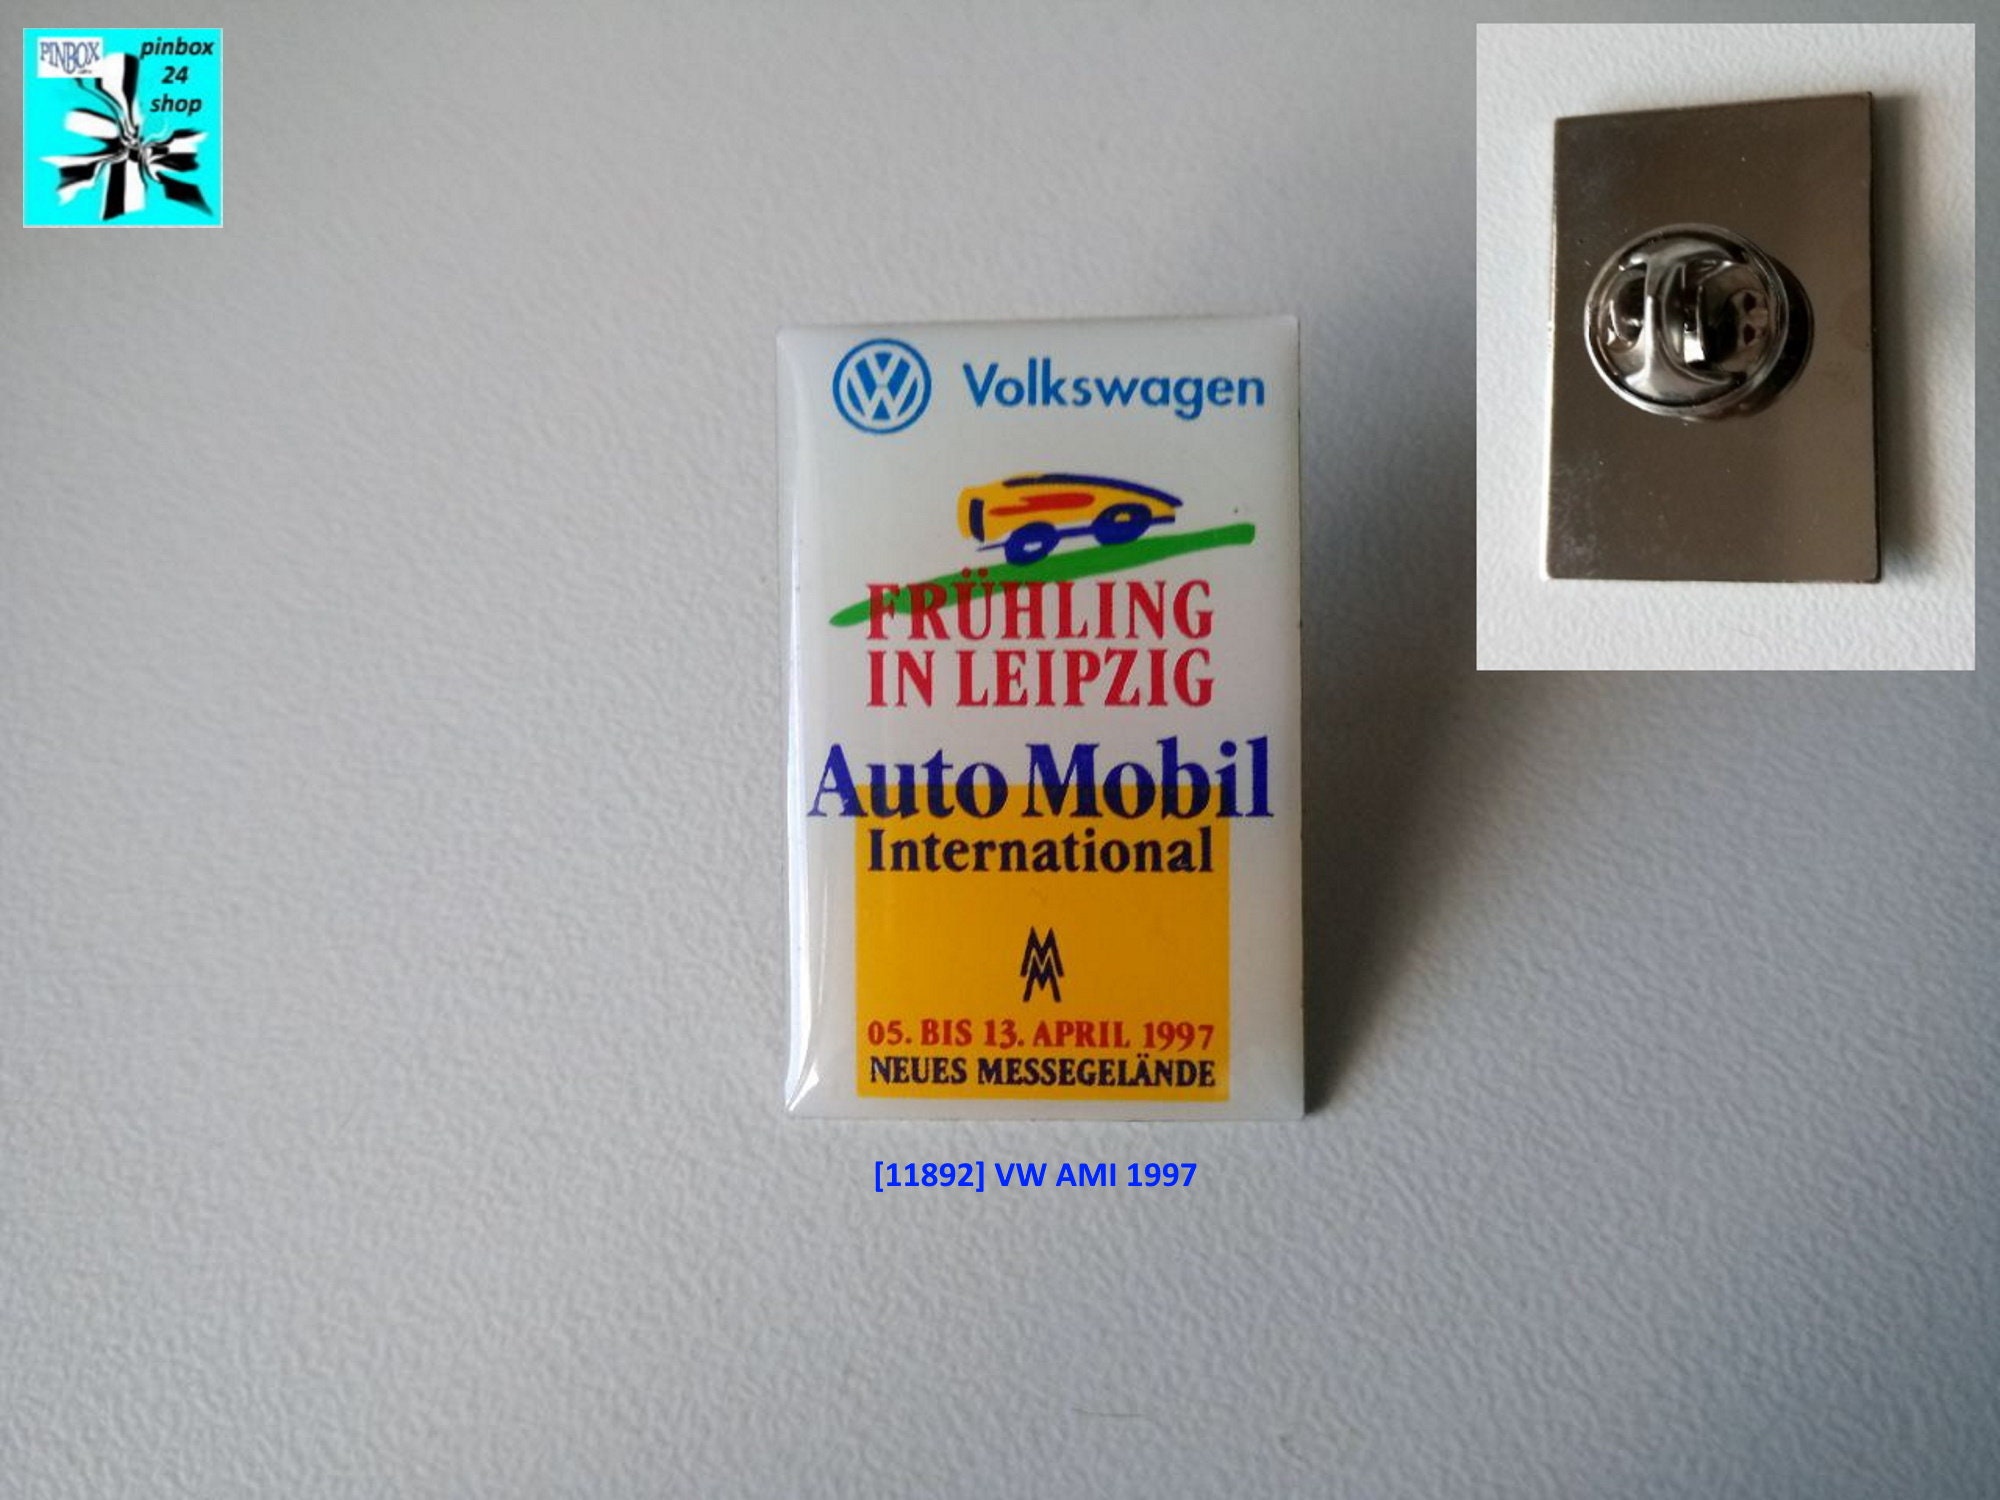 PINBOX
pinbox
24
shop
Volkswagen
FRÜHLING
IN LEIPZIG
Auto Mobil
International
05. BIS 13. APRIL 1997
NEUES MESSEGELÄNDE
[11892] VW AMI 1997